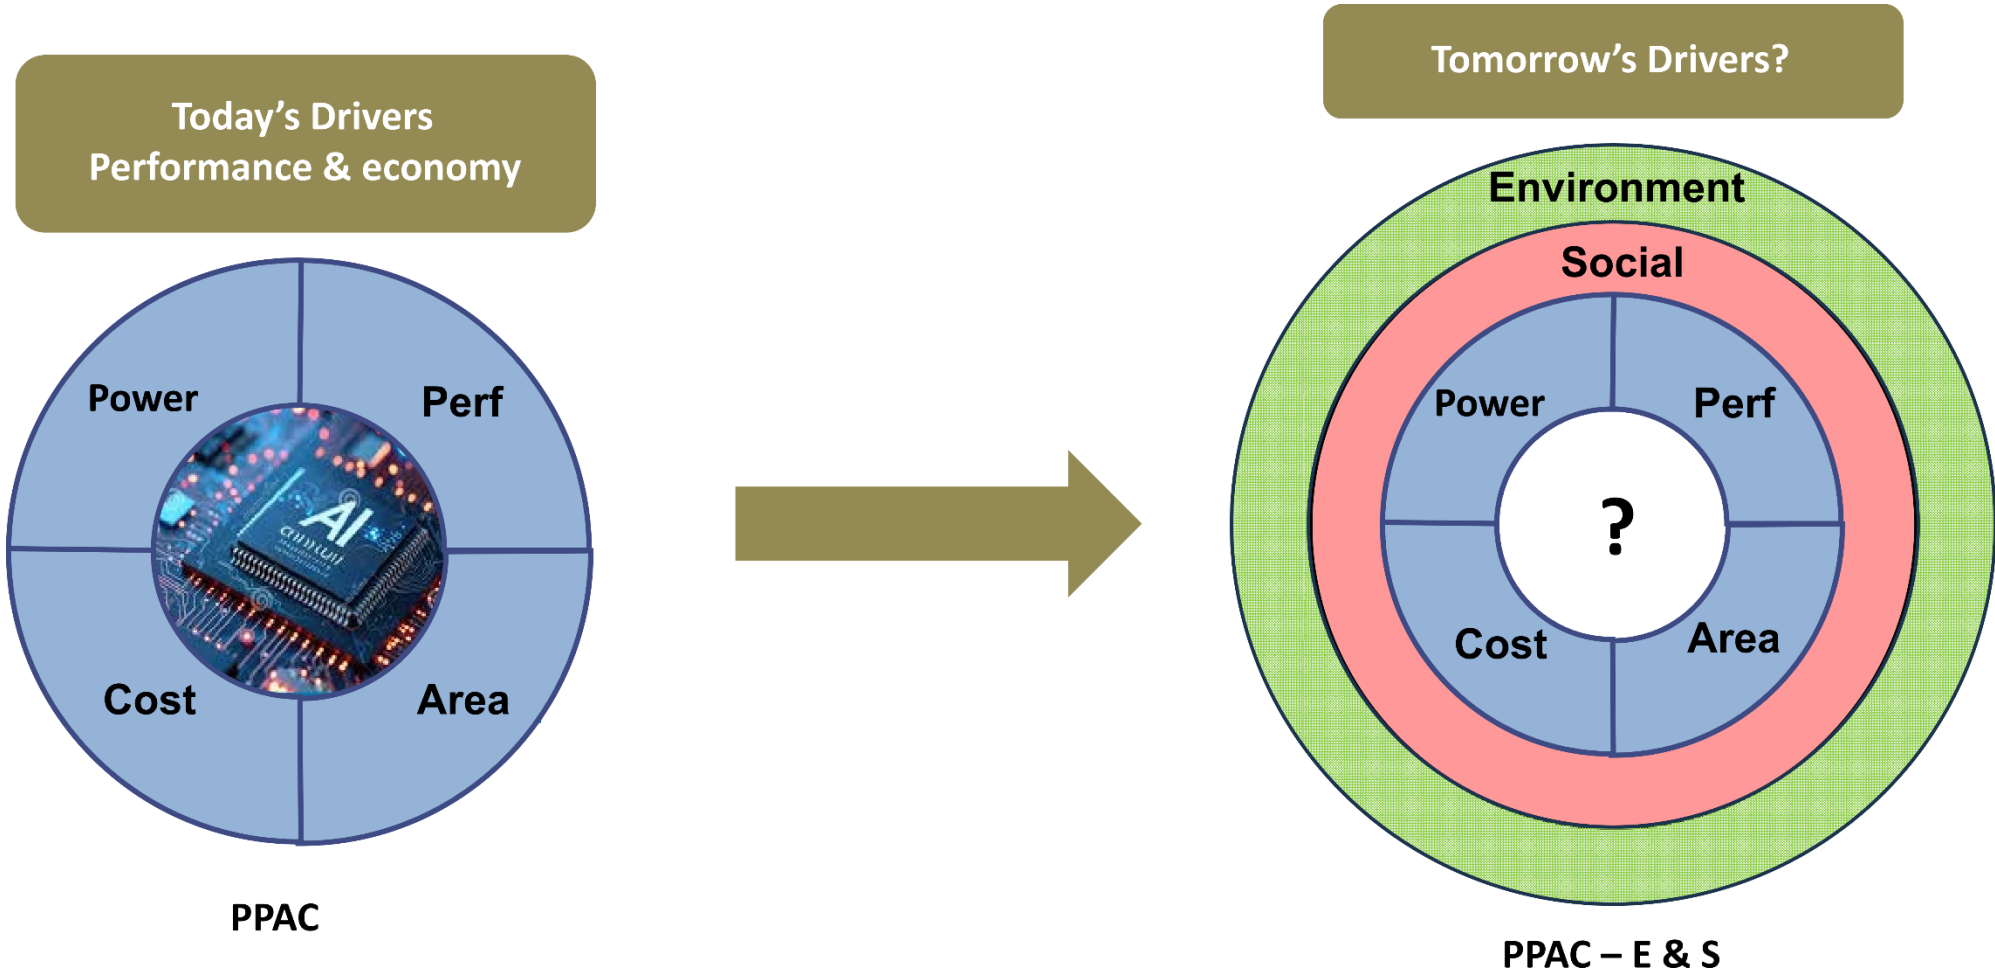 Today's Drivers
Performance & economy
Power
Perf
AI
Cost
Area
PPAC
Tomorrow's Drivers?
Environment
Social
Power
Perf
?
Cost
Area
PPAC – E & S